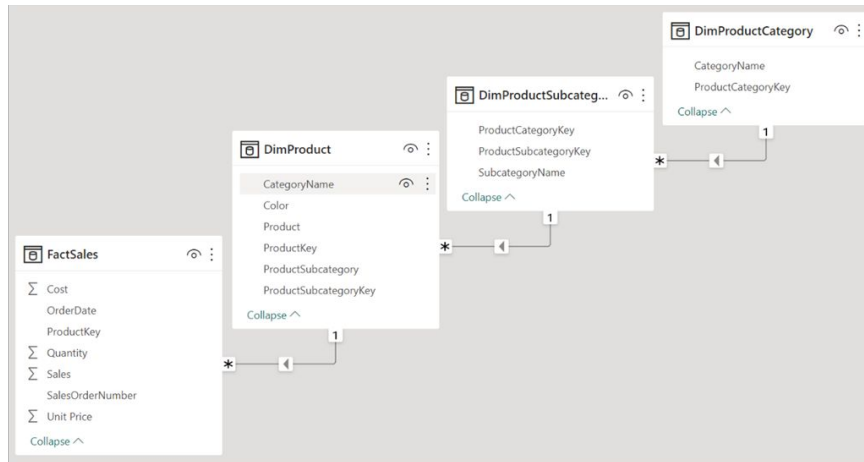 DimProductCategory
CategoryName
ProductCategoryKey
Collapse
1
*
DimProductSubcateg...
ProductCategoryKey
ProductSubcategoryKey
SubcategoryName
Collapse
1
*
DimProduct
CategoryName
Color
Product
ProductKey
ProductSubcategory
ProductSubcategoryKey
Collapse
1
*
FactSales
Σ Cost
OrderDate
ProductKey
Σ Quantity
Σ Sales
SalesOrderNumber
Σ Unit Price
Collapse